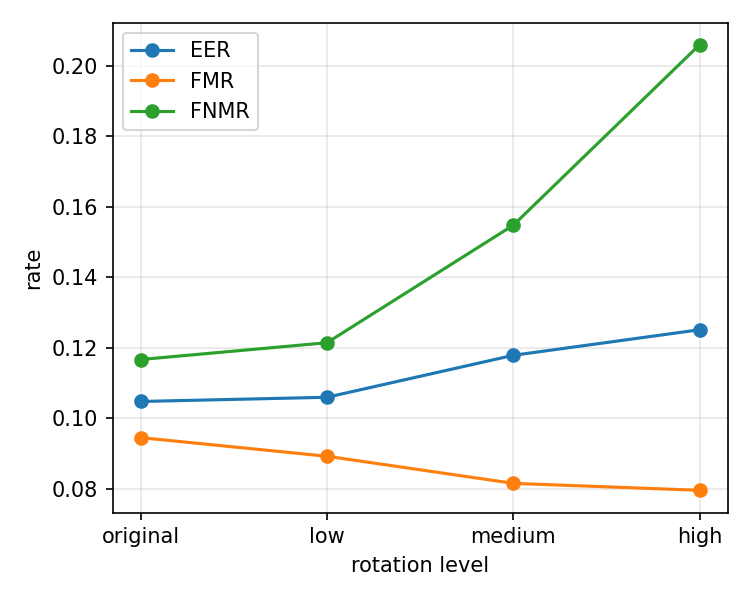 EER
FMR
FNMR
0.20
0.18
0.16
0.14
0.12
0.10
0.08
rate
original low medium high
rotation level